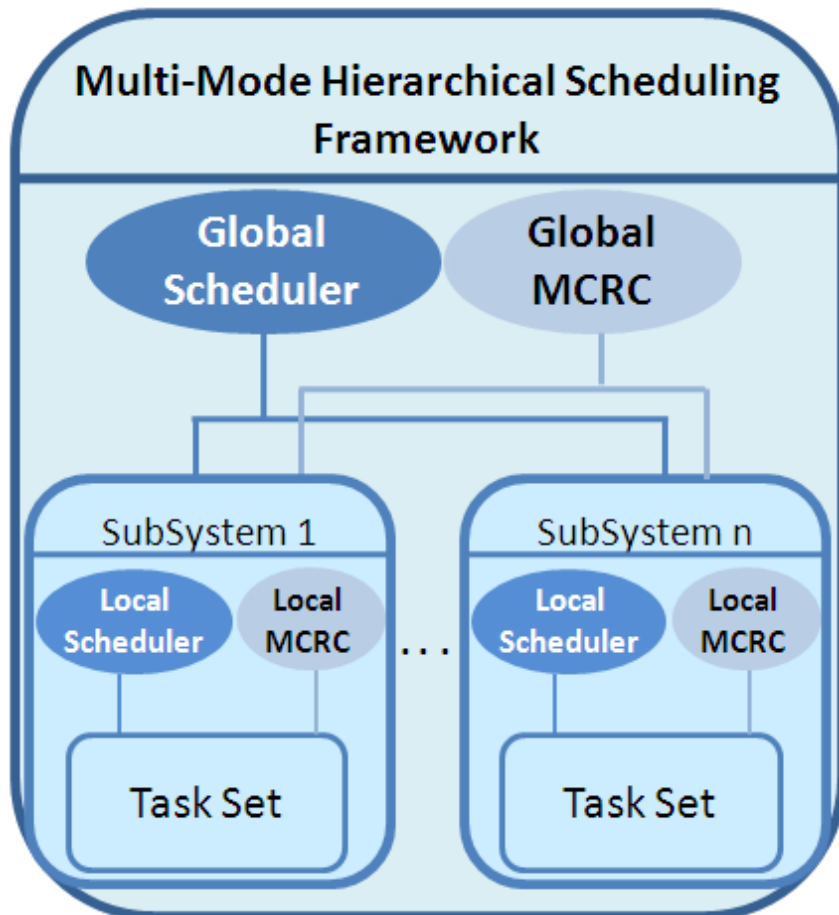 Multi-Mode Hierarchical Scheduling
Framework
Global
Scheduler
Global
MCRC
SubSystem 1
Local
Scheduler
Local
MCRC
Task Set
...
SubSystem n
Local
Scheduler
Local
MCRC
Task Set